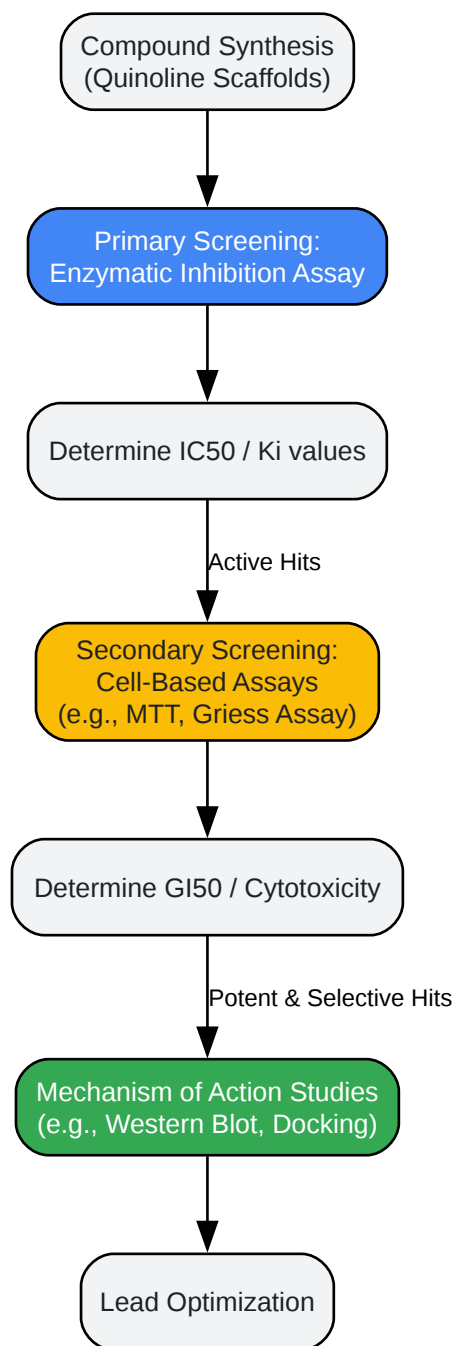 Compound Synthesis
(Quinoline Scaffolds)
Primary Screening:
Enzymatic Inhibition Assay
Determine IC50 / Ki values
Active Hits
Secondary Screening:
Cell-Based Assays
(e.g., MTT, Griess Assay)
Determine GI50 / Cytotoxicity
Potent & Selective Hits
Mechanism of Action Studies
(e.g., Western Blot, Docking)
Lead Optimization